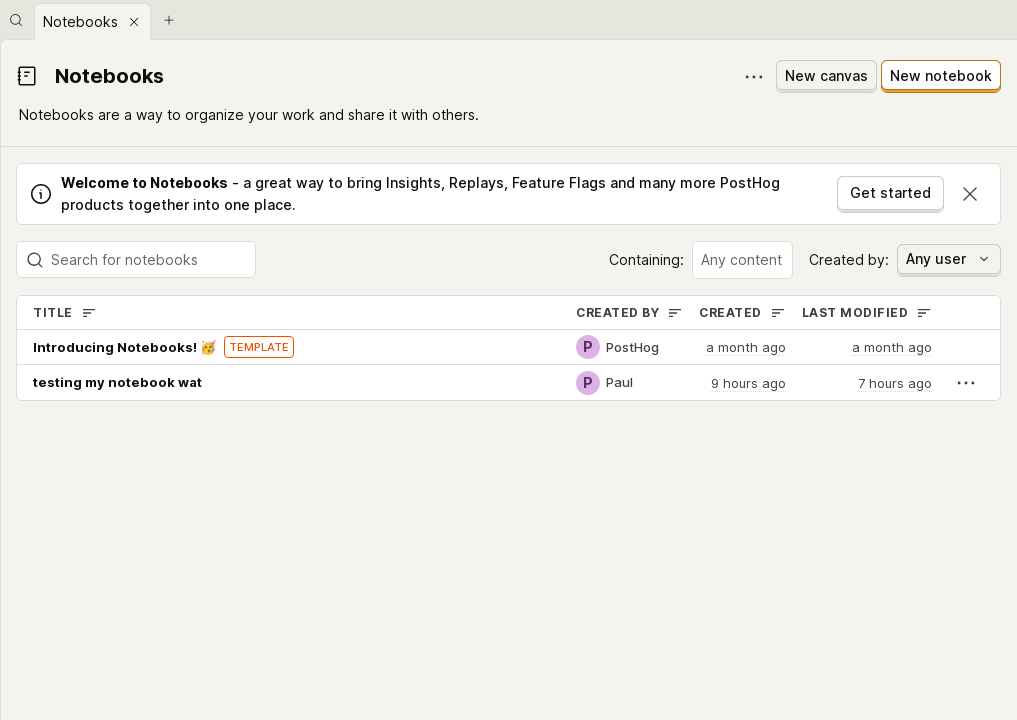 Notebooks
Notebooks
New canvas
New notebook
Notebooks are a way to organize your work and share it with others.
Welcome to Notebooks - a great way to bring Insights, Replays, Feature Flags and many more PostHog
products together into one place.
Get started
Search for notebooks
Containing:
Any content
Created by:
Any user
TITLE CREATED BY CREATED LAST MODIFIED
Introducing Notebooks! 🥳 TEMPLATE P PostHog a month ago a month ago
testing my notebook wat P Paul 9 hours ago 7 hours ago